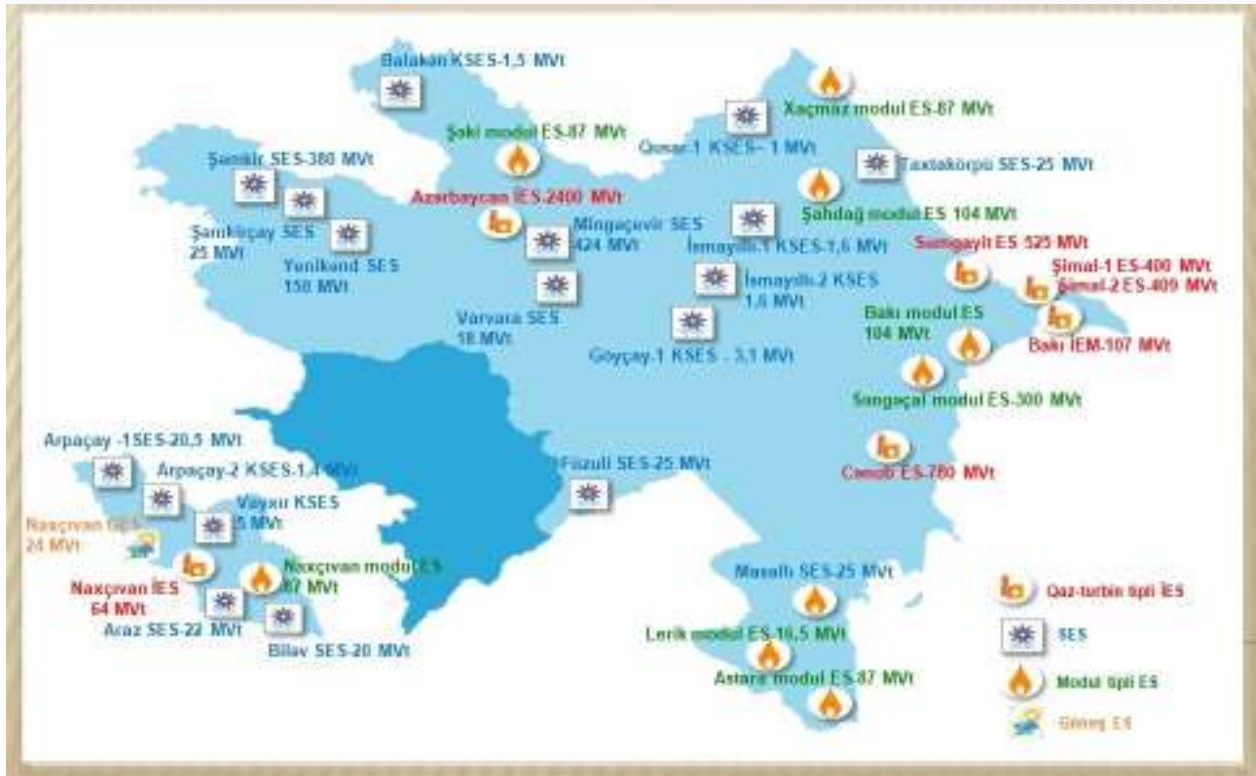 Balakən KSES-1,5 MVt
Xaçmaz modul ES-87 MVt
Şəki modul ES-87 MVt
Qusar-1 KSES– 1 MVt
Şəmkir SES-380 MVt
Taxtakörpü SES-25 MVt
Azərbaycan İES-2400 MVt
Şahdağ modul ES 104 MVt
Mingəçevir SES
424 MVt
Şəmkirçay SES
25 MVt
İsmayıllı-1 KSES-1,6 MVt
Sumqayıt ES 525 MVt
Yenikənd SES
150 MVt
Şimal-1 ES-400 MVt
Şimal-2 ES-409 MVt
İsmayıllı-2 KSES
1,6 MVt
Varvara SES
18 MVt
Bakı modul ES
104 MVt
Bakı İEM-107 MVt
Göyçay-1 KSES - 3,1 MVt
Səngəçal modul ES-300 MVt
Arpaçay -1SES-20,5 MVt
Arpaçay-2 KSES-1,4 MVt
Füzuli SES-25 MVt
Cənub ES-780 MVt
Vayxır KSES
5 MVt
Naxçıvan
24 MVt
Naxçıvan modul ES
87 MVt
Naxçıvan İES
64 MVt
Araz SES-22 MVt
Biləv SES-20 MVt
Masallı SES-25 MVt
Lerik modul ES-16,5 MVt
Astara modul ES-87 MVt
Qaz-turbin tipli İES
SES
Modul tipli ES
Günəş ES